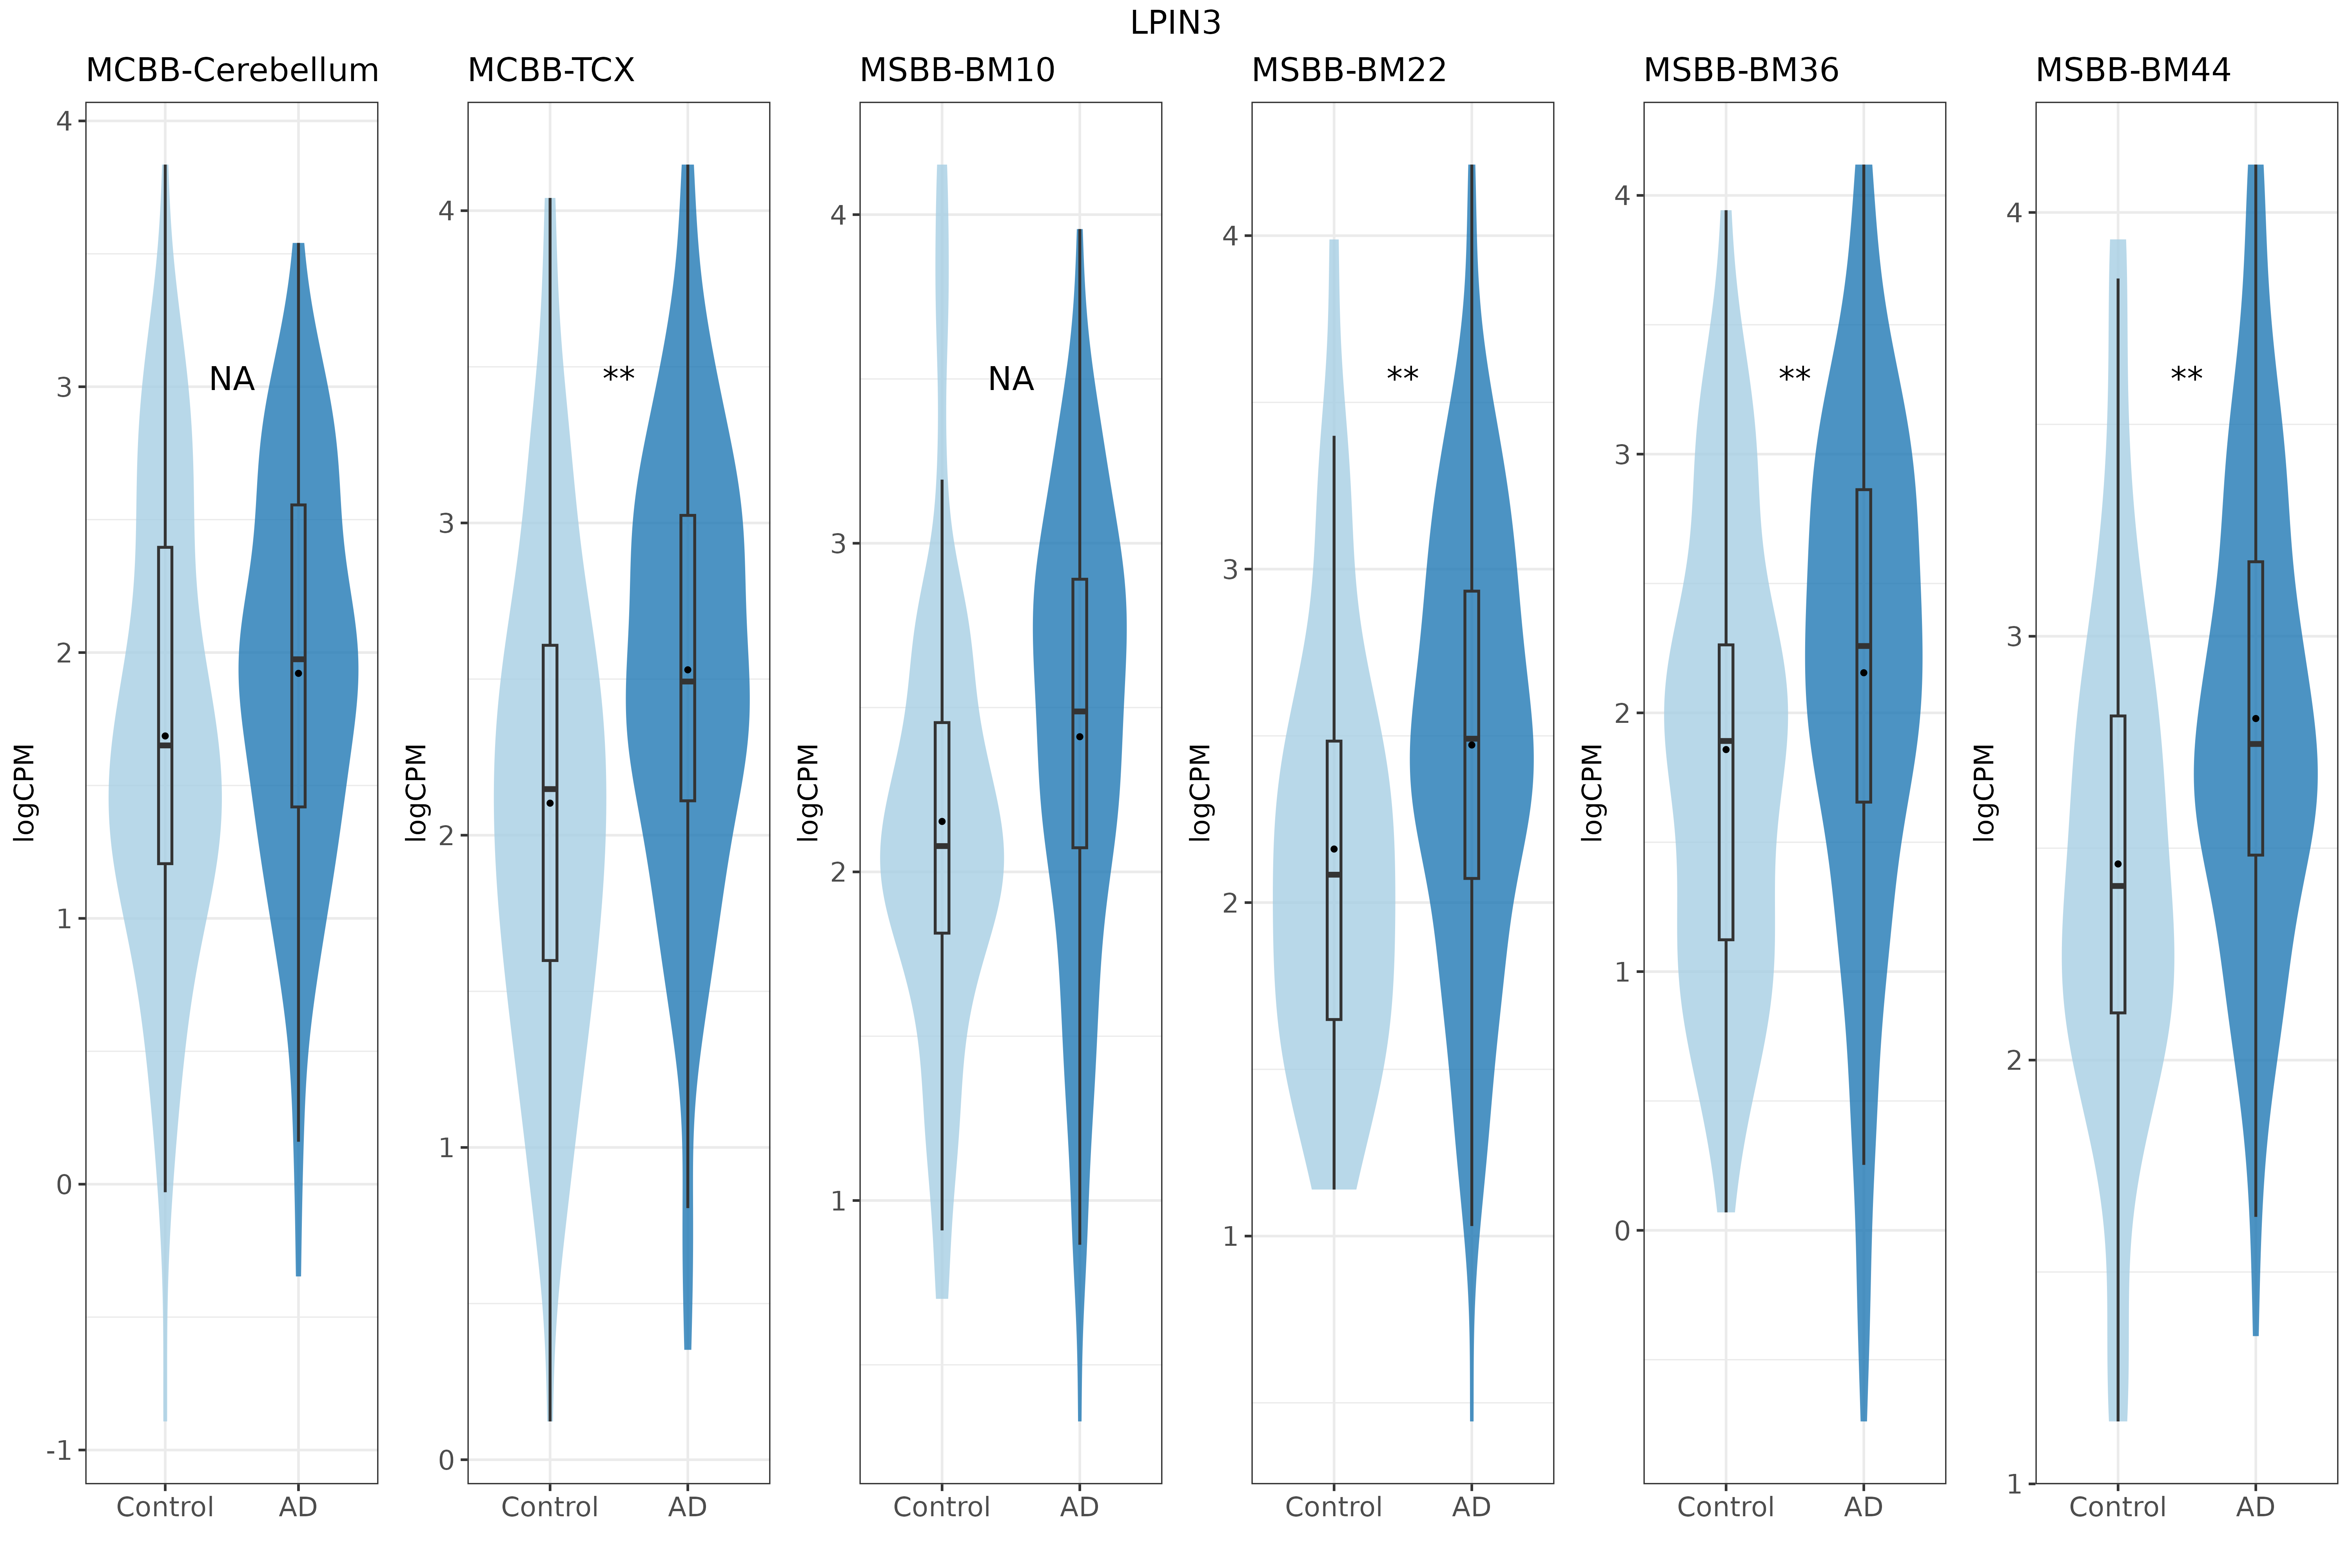 LPIN3
MCBB-Cerebellum
logCPM
4
3
2
1
0
-1
NA
Control AD
MCBB-TCX
logCPM
4
3
2
1
0
**
Control AD
MSBB-BM10
logCPM
4
3
2
1
NA
Control AD
MSBB-BM22
logCPM
4
3
2
1
**
Control AD
MSBB-BM36
logCPM
4
3
2
1
0
**
Control AD
MSBB-BM44
logCPM
4
3
2
1
**
Control AD